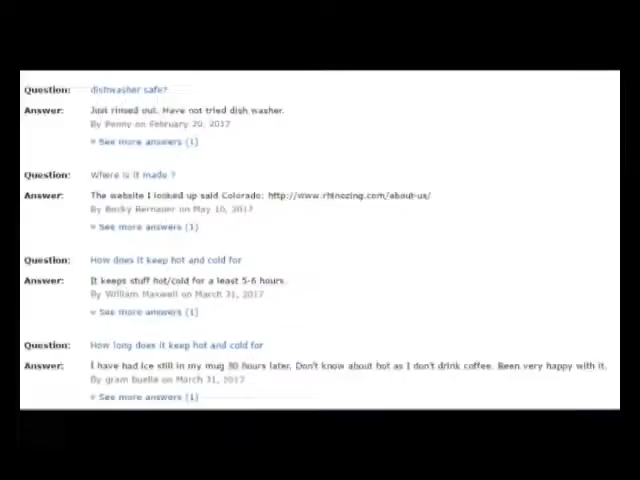 Question: dishwasher safe?
Answer: Just rinsed out. Have not tried dish washer.
By Penny on February 20, 2017
See more answers (1)
Question: Where is it made ?
Answer: The website I looked up said Colorado: http://www.rhinozing.com/about-us/
By Becky Bernauer on May 10, 2017
See more answers (1)
Question: How does it keep hot and cold for
Answer: It keeps stuff hot/cold for a least 5-6 hours.
By William Maxwell on March 31, 2017
See more answers (1)
Question: How long does it keep hot and cold for
Answer: I have had ice still in my mug 30 hours later. Don't know about hot as I don't drink coffee. Been very happy with it.
By gram buella on March 31, 2017
See more answers (1)